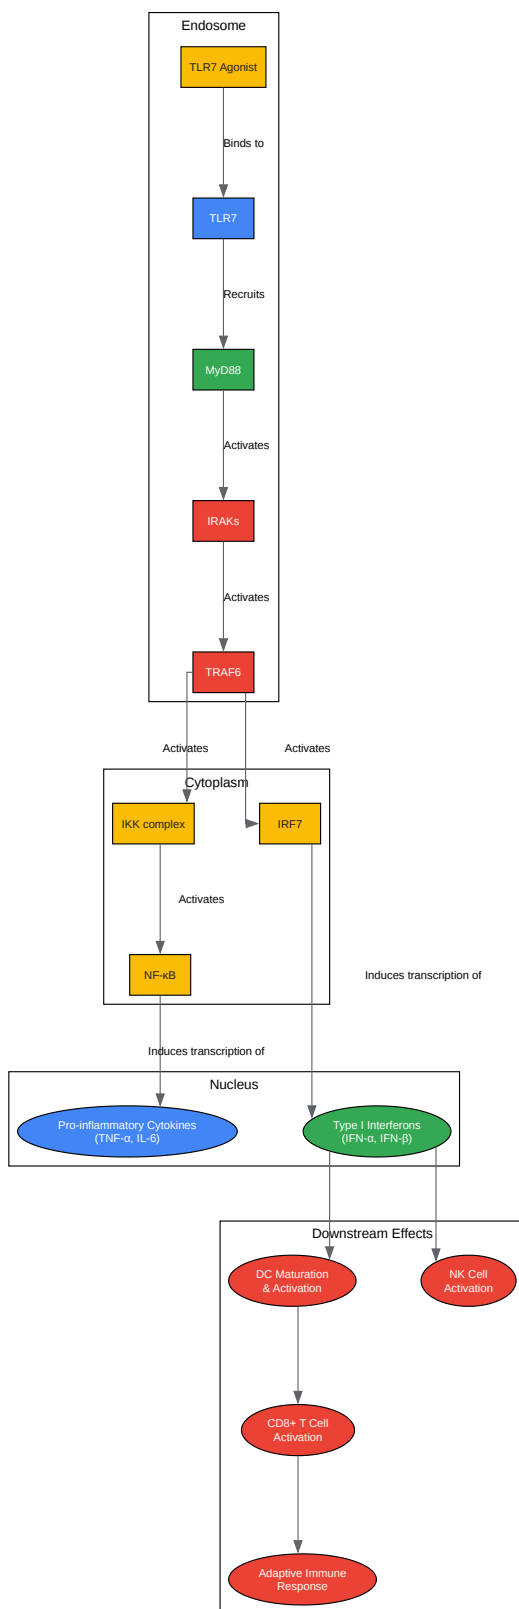 Endosome
TLR7 Agonist
Binds to
TLR7
Recruits
MyD88
Activates
IRAKs
Activates
TRAF6
Activates
Activates
Cytoplasm
IKK complex
IRF7
Activates
NF-κB
Induces transcription of
Induces transcription of
Nucleus
Pro-inflammatory Cytokines
(TNF-α, IL-6)
Type I Interferons
(IFN-α, IFN-β)
Downstream Effects
DC Maturation
& Activation
NK Cell
Activation
CD8+ T Cell
Activation
Adaptive Immune
Response